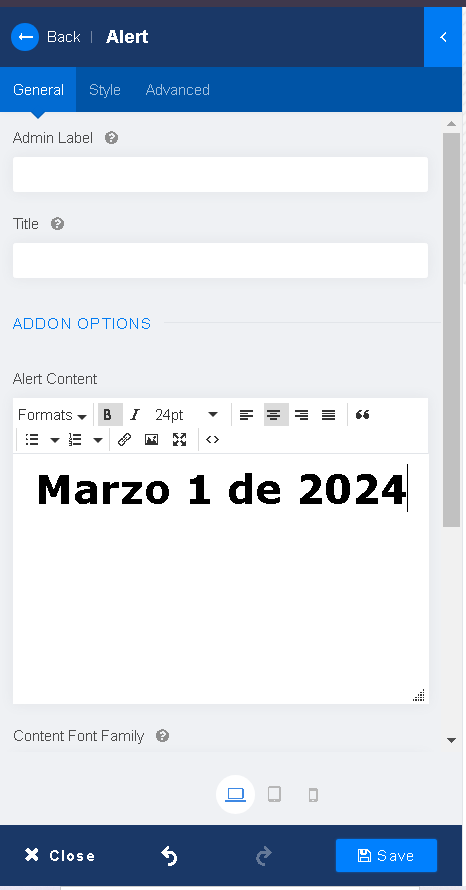 Back | Alert
General Style Advanced
Admin Label
Title
ADDON OPTIONS
Alert Content
Formats B I 24pt
Marzo 1 de 2024
Content Font Family
Close Save